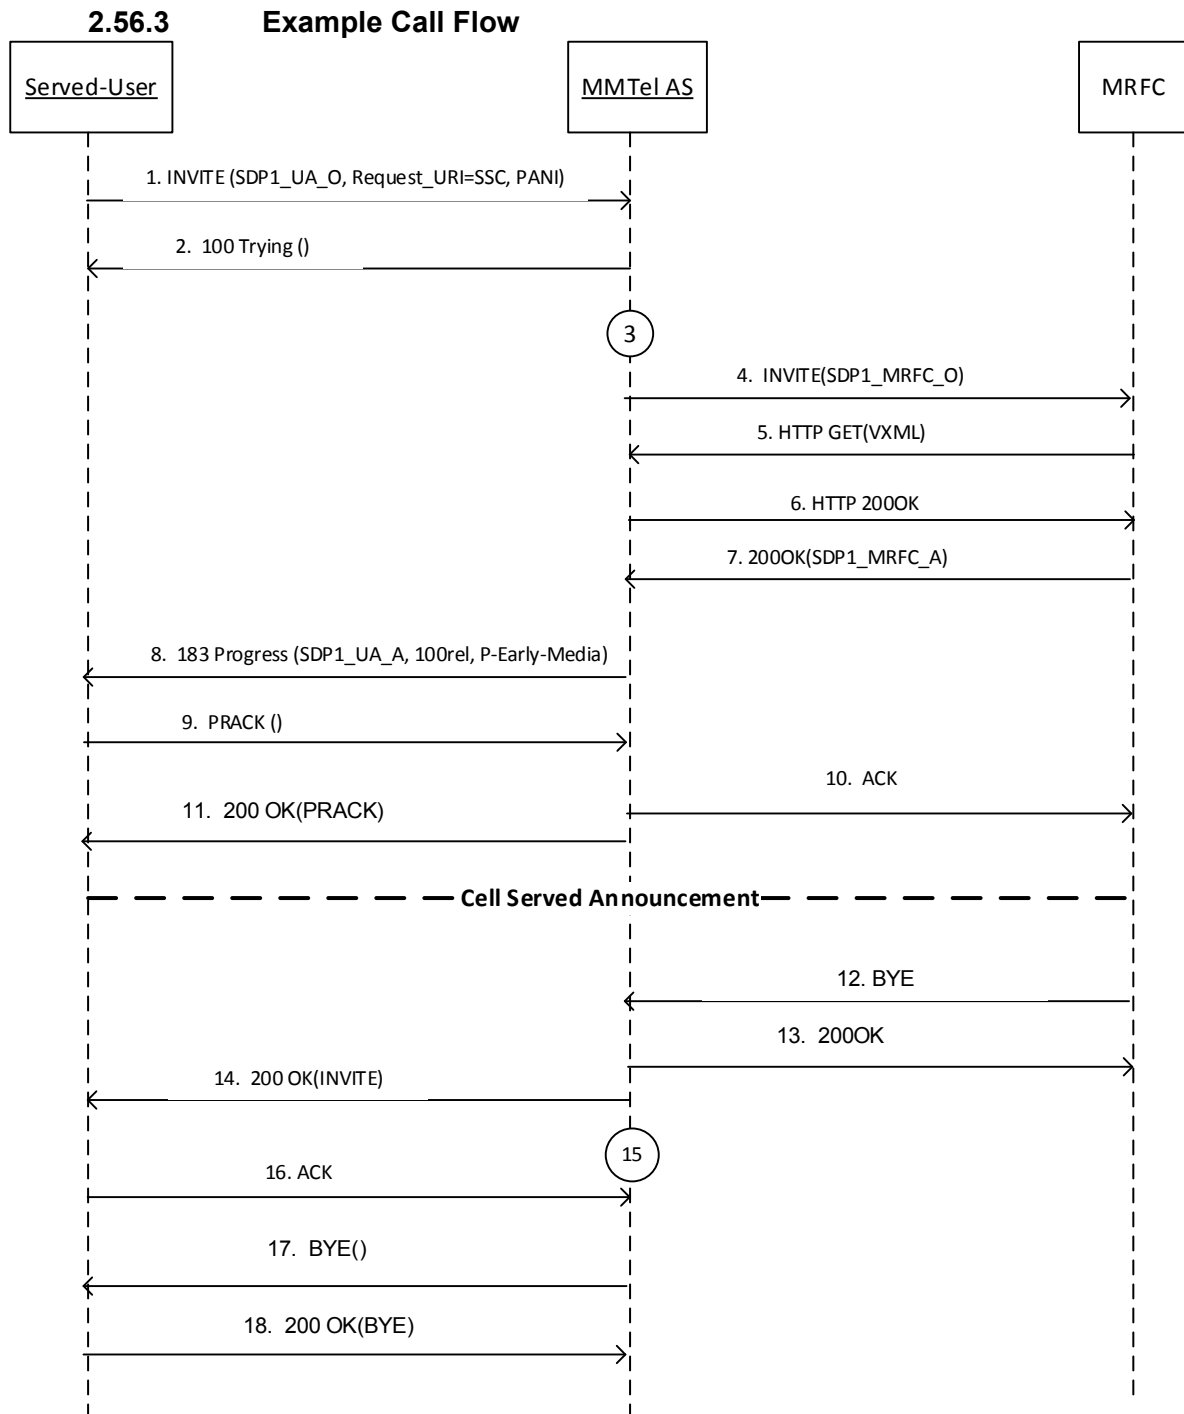 2.56.3 Example Call Flow
Served-User
MMTel AS
MRFC
1. INVITE (SDP1_UA_O, Request_URI=SSC, PANI)
2. 100 Trying ()
3
4. INVITE(SDP1_MRFC_O)
5. HTTP GET(VXML)
6. HTTP 200OK
7. 200OK(SDP1_MRFC_A)
8. 183 Progress (SDP1_UA_A, 100rel, P-Early-Media)
9. PRACK ()
10. ACK
11. 200 OK(PRACK)
Cell Served Announcement
12. BYE
13. 200OK
14. 200 OK(INVITE)
15
16. ACK
17. BYE()
18. 200 OK(BYE)